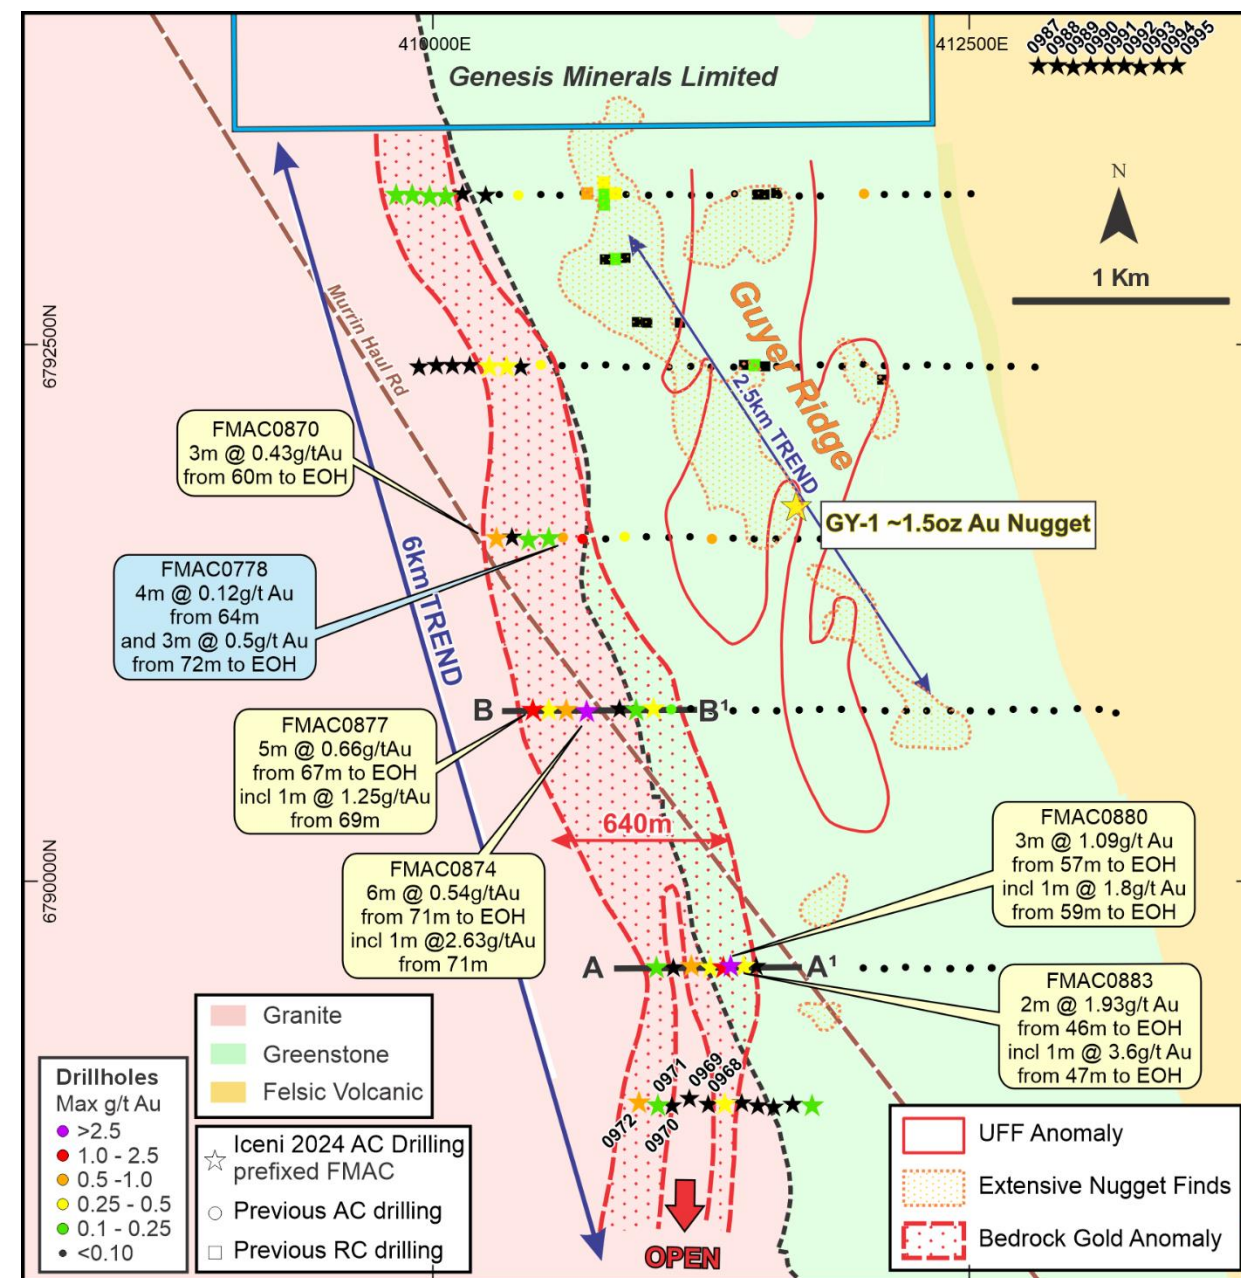 410000E
412500E
Genesis Minerals Limited
0987
0988
0989
0990
0991
0992
0993
0994
0995
N
1 Km
6792500N
Murrin Haul Rd
Guyer Ridge
2.5km TREND
FMAC0870
3m @ 0.43g/tAu
from 60m to EOH
GY-1 ~1.5oz Au Nugget
FMAC0778
4m @ 0.12g/t Au
from 64m
and 3m @ 0.5g/t Au
from 72m to EOH
6km TREND
B
B¹
FMAC0877
5m @ 0.66g/tAu
from 67m to EOH
incl 1m @ 1.25g/tAu
from 69m
640m
6790000N
FMAC0874
6m @ 0.54g/tAu
from 71m to EOH
incl 1m @2.63g/tAu
from 71m
FMAC0880
3m @ 1.09g/t Au
from 57m to EOH
incl 1m @ 1.8g/t Au
from 59m to EOH
A
A¹
FMAC0883
2m @ 1.93g/t Au
from 46m to EOH
incl 1m @ 3.6g/t Au
from 47m to EOH
0972
0971
0970
0969
0968
OPEN
Granite
Greenstone
Felsic Volcanic
Drillholes
Max g/t Au
>2.5
1.0 - 2.5
0.5 -1.0
0.25 - 0.5
0.1 - 0.25
<0.10
Iceni 2024 AC Drilling
prefixed FMAC
Previous AC drilling
Previous RC drilling
UFF Anomaly
Extensive Nugget Finds
Bedrock Gold Anomaly